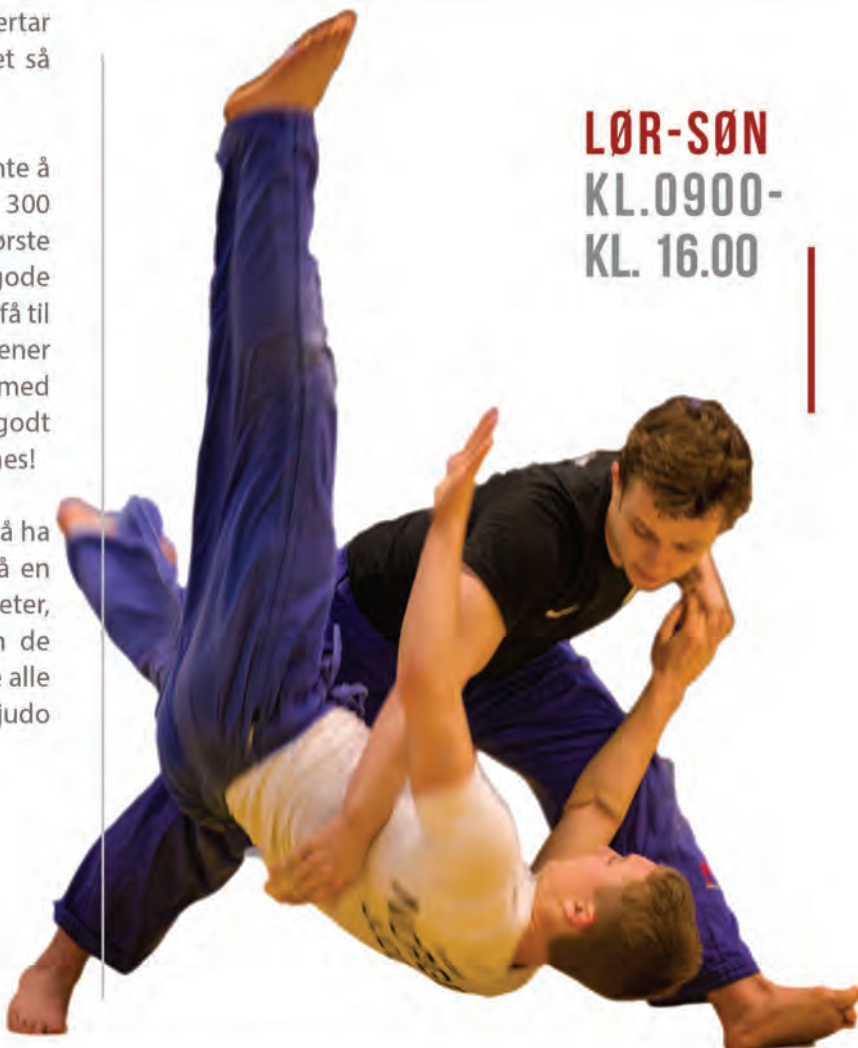 ertar
et så
nte å
300
ørste
gode
få til
ener
med
godt
nes!
å ha
å en
eter,
n de
e alle
judo
LØR-SØN
KL.0900-
KL. 16.00